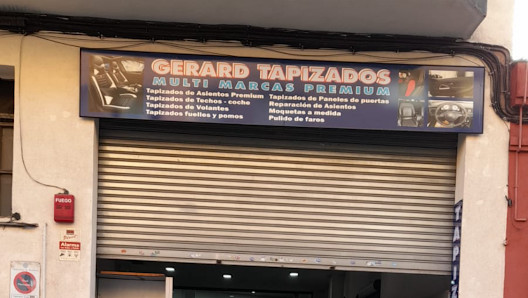 GERARD TAPIZADOS
MULTI MARCAS PREMIUM
Tapizados de Asientos Premium
Tapizados de Techos - coche
Tapizados de Volantes
Tapizados fuelles y pomos
Tapizados de Paneles de puertas
Reparación de Asientos
Moquetas a medida
Pulido de faros
FUEGO
Alarma